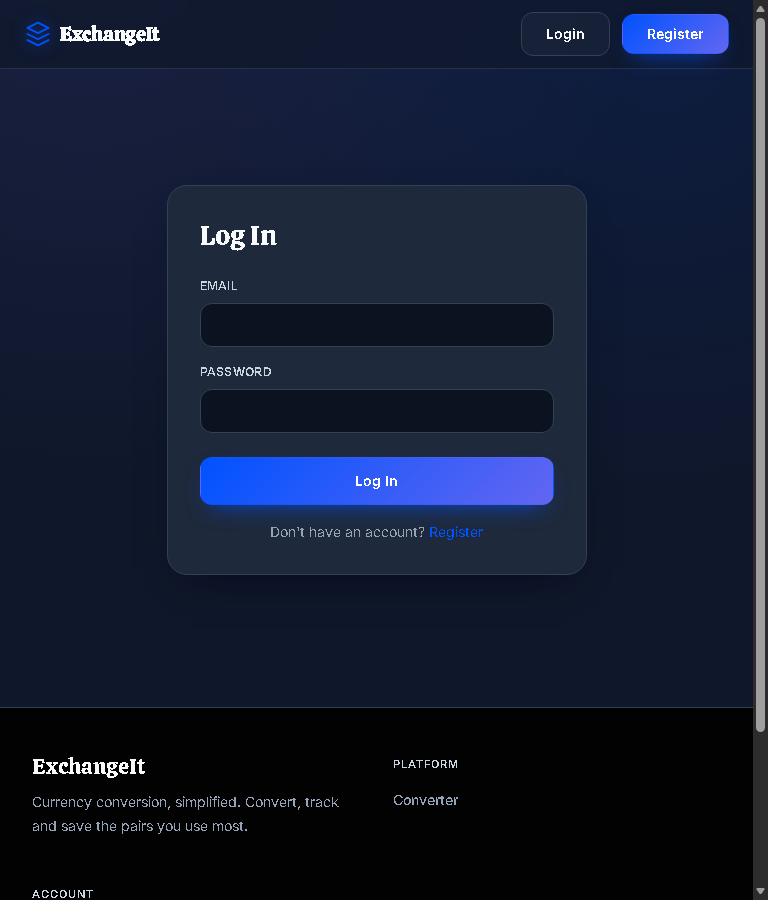 ExchangeIt
Login
Register
Log In
EMAIL
PASSWORD
Log In
Don't have an account? Register
ExchangeIt
Currency conversion, simplified. Convert, track
and save the pairs you use most.
PLATFORM
Converter
ACCOUNT